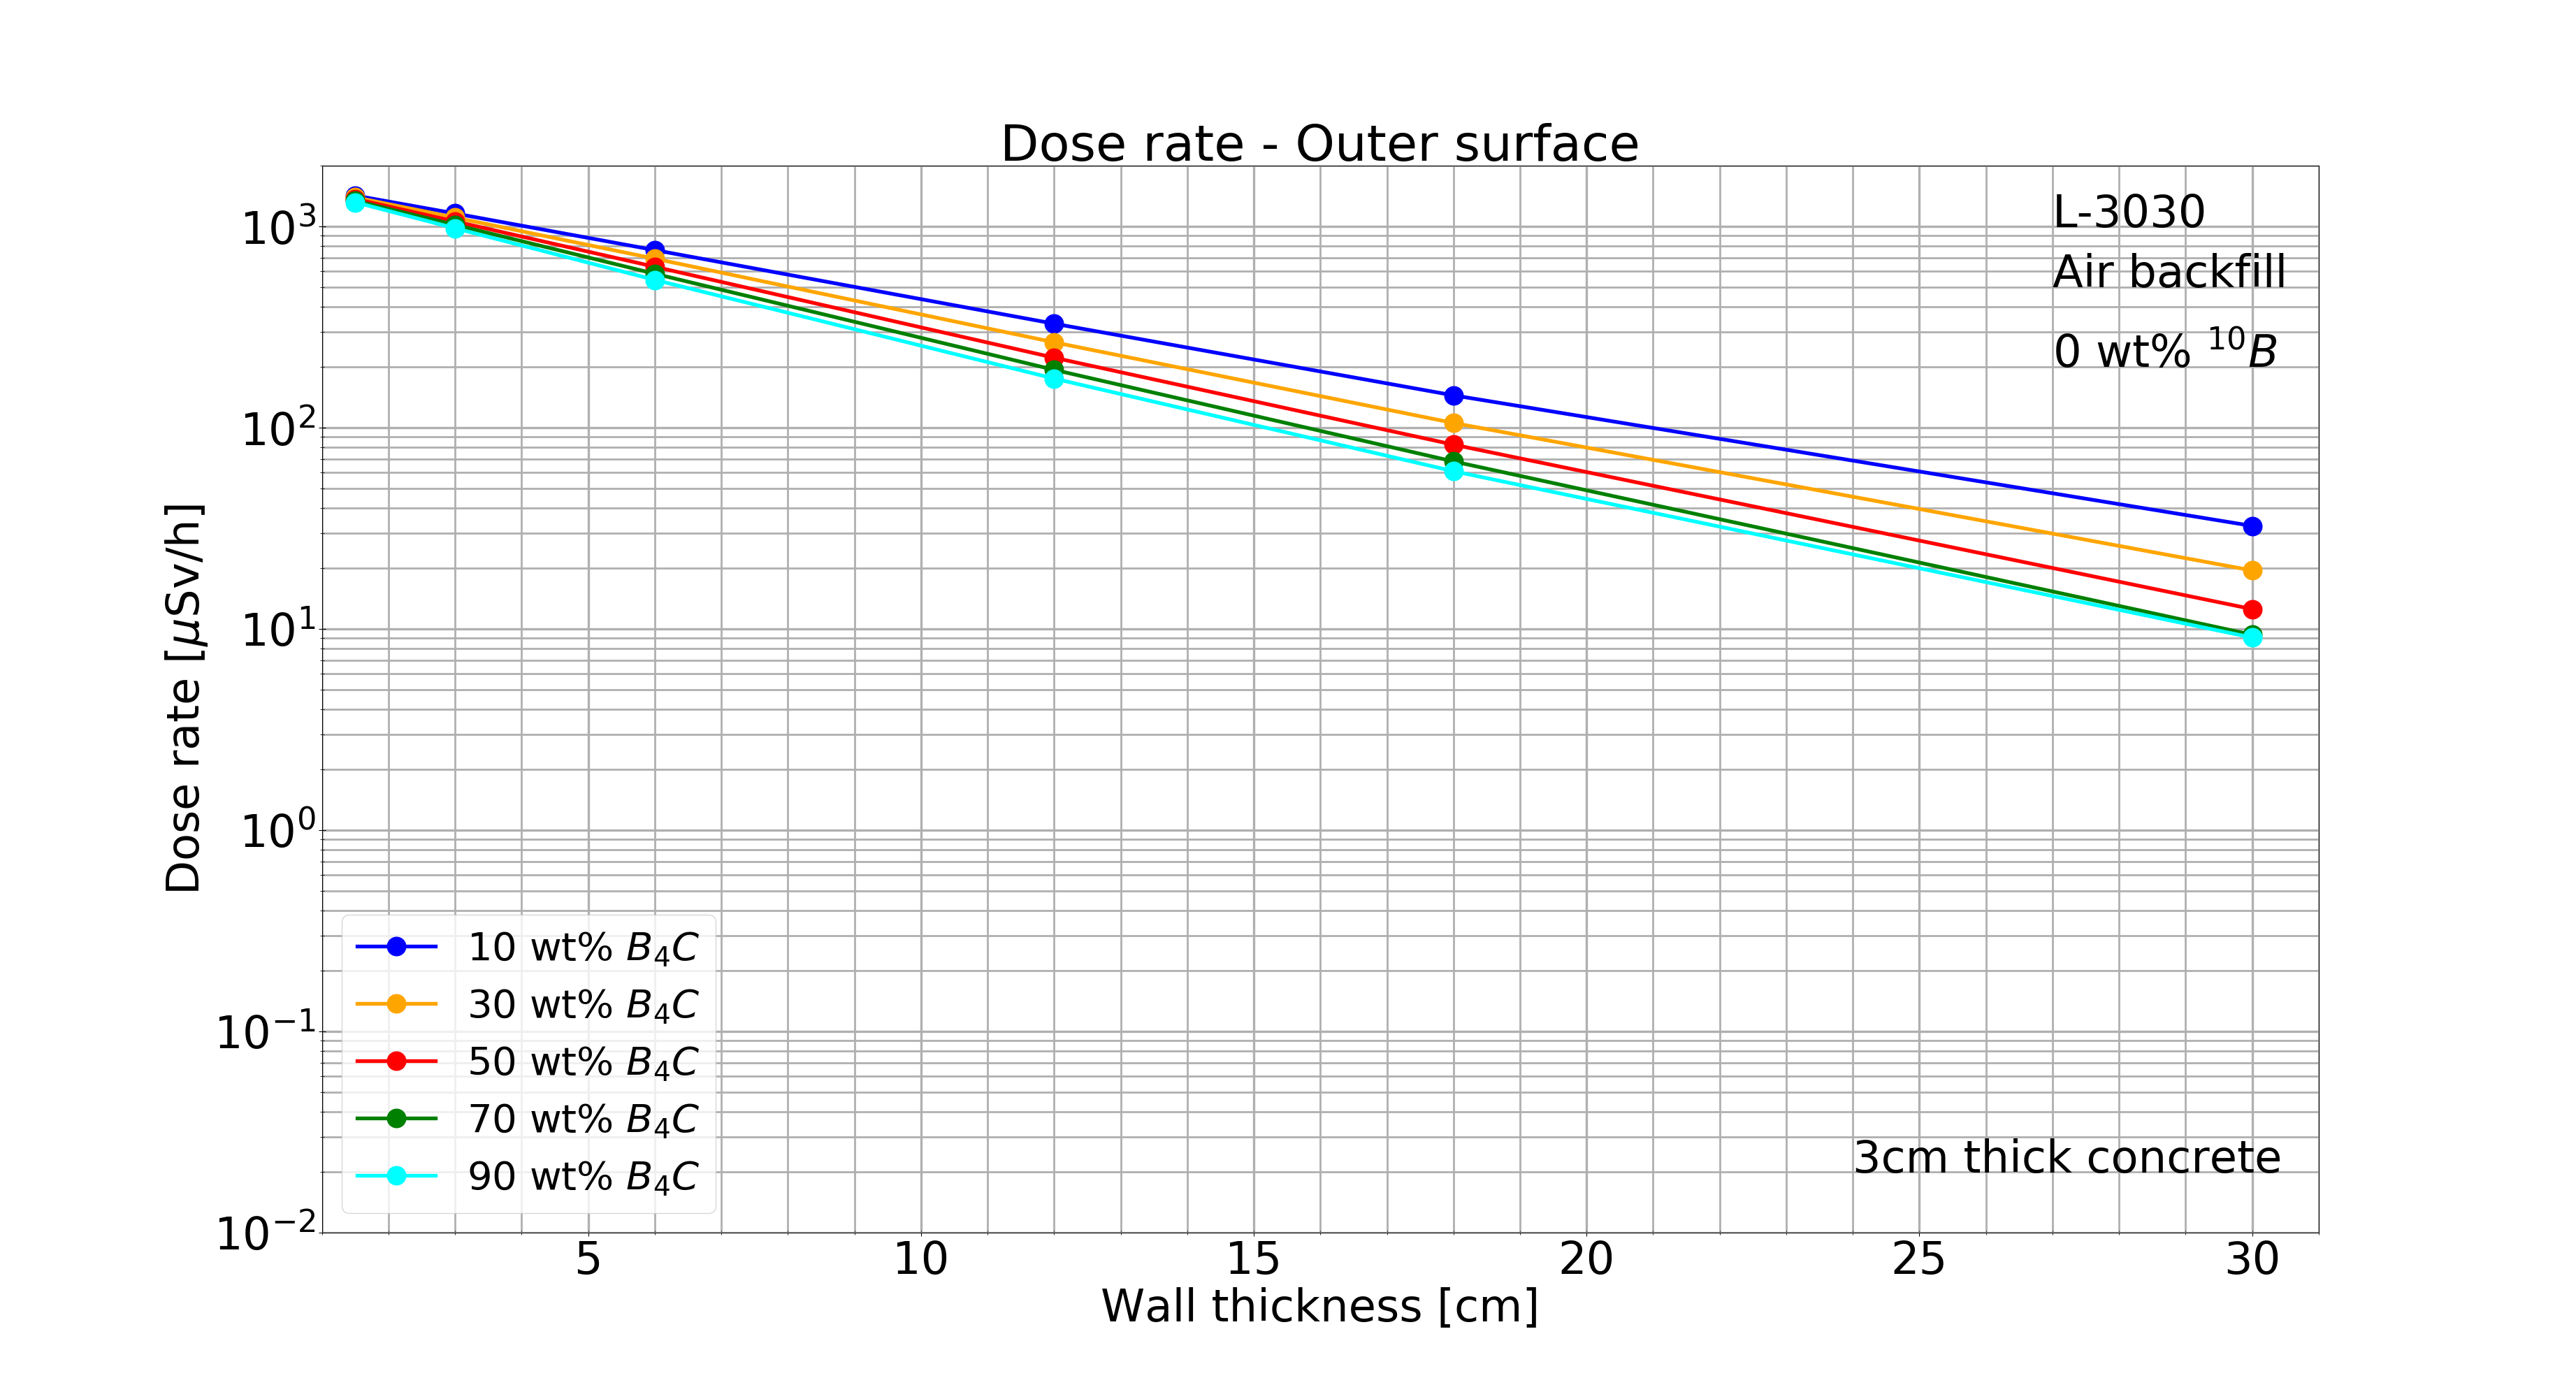 Dose rate - Outer surface
L-3030
Air backfill
0 wt% ¹⁰B
3cm thick concrete
Dose rate [μSv/h]
10³
10²
10¹
10⁰
10⁻¹
10⁻²
10 wt% B₄C
30 wt% B₄C
50 wt% B₄C
70 wt% B₄C
90 wt% B₄C
5 10 15 20 25 30
Wall thickness [cm]